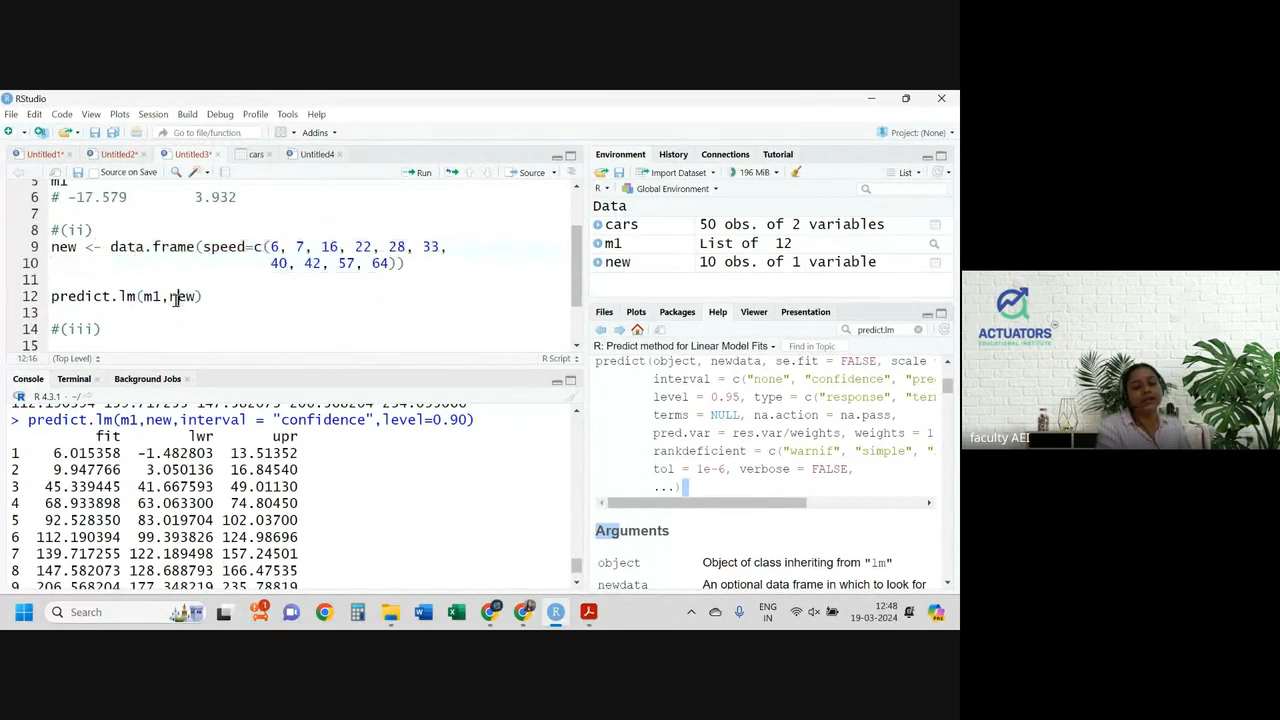 RStudio
File Edit Code View Plots Session Build Debug Profile Tools Help
Go to file/function
Addins
Project: (None)
Untitled1* Untitled2* Untitled3* cars Untitled4
Source on Save
Run
Source
5 m1
6 # -17.579 3.932
7
8 #(ii)
9 new <- data.frame(speed=c(6, 7, 16, 22, 28, 33,
10 40, 42, 57, 64))
11
12 predict.lm(m1,new)
13
14 #(iii)
15
12:16 (Top Level) R Script
Console Terminal Background Jobs
R 4.3.1 · ~/
> predict.lm(m1,new,interval = "confidence",level=0.90)
fit lwr upr
1 6.015358 -1.482803 13.51352
2 9.947766 3.050136 16.84540
3 45.339445 41.667593 49.01130
4 68.933898 63.063300 74.80450
5 92.528350 83.019704 102.03700
6 112.190394 99.393826 124.98696
7 139.717255 122.189498 157.24501
8 147.582073 128.688793 166.47535
9 206.568204 177.348219 235.78819
Environment History Connections Tutorial
Import Dataset 196 MiB List
R Global Environment
Data
cars 50 obs. of 2 variables
m1 List of 12
new 10 obs. of 1 variable
Files Plots Packages Help Viewer Presentation
predict.lm
R: Predict method for Linear Model Fits Find in Topic
predict(object, newdata, se.fit = FALSE, scale =
interval = c("none", "confidence", "pre
level = 0.95, type = c("response", "ter
terms = NULL, na.action = na.pass,
pred.var = res.var/weights, weights = 1
rankdeficient = c("warnif", "simple", "
tol = 1e-6, verbose = FALSE,
...)
Arguments
object Object of class inheriting from "lm"
newdata An optional data frame in which to look for
Search
ENG
IN
12:48
19-03-2024
ACTUATORS
EDUCATIONAL INSTITUTE
faculty AEI